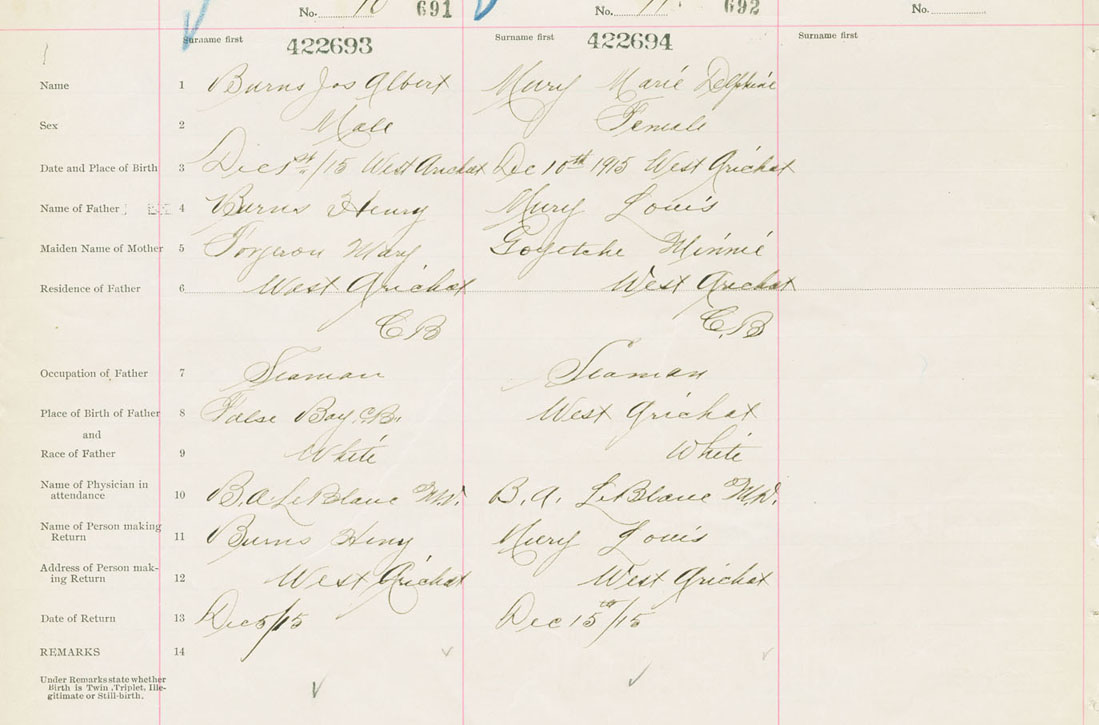 No. 10 691 No. 11. 692 No.
Surname first 422693 Surname first 422694 Surname first
Name 1 Burns Jos Albert Mury Marie Delphine
Sex 2 Male Female
Date and Place of Birth 3 Dec 1st/15 West Arichat Dec 10th 1915 West Arichat
Name of Father 4 Burns Henry Mury Louis
Maiden Name of Mother 5 Forgeron Mary Goyetche Minnie
Residence of Father 6 West Arichat West Arichat
C B C.B
Occupation of Father 7 Seaman Seaman
Place of Birth of Father 8 False Bay C.B. West Arichat
and
Race of Father 9 White White
Name of Physician in
attendance 10 B.A. LeBlanc M.D. B. A. LeBlanc M.D.
Name of Person making
Return 11 Burns Henry Mury Louis
Address of Person mak-
ing Return 12 West Arichat West Arichat
Date of Return 13 Dec 5/15 Dec 15th/15
REMARKS 14
Under Remarks state whether
Birth is Twin, Triplet, Ille-
gitimate or Still-birth.